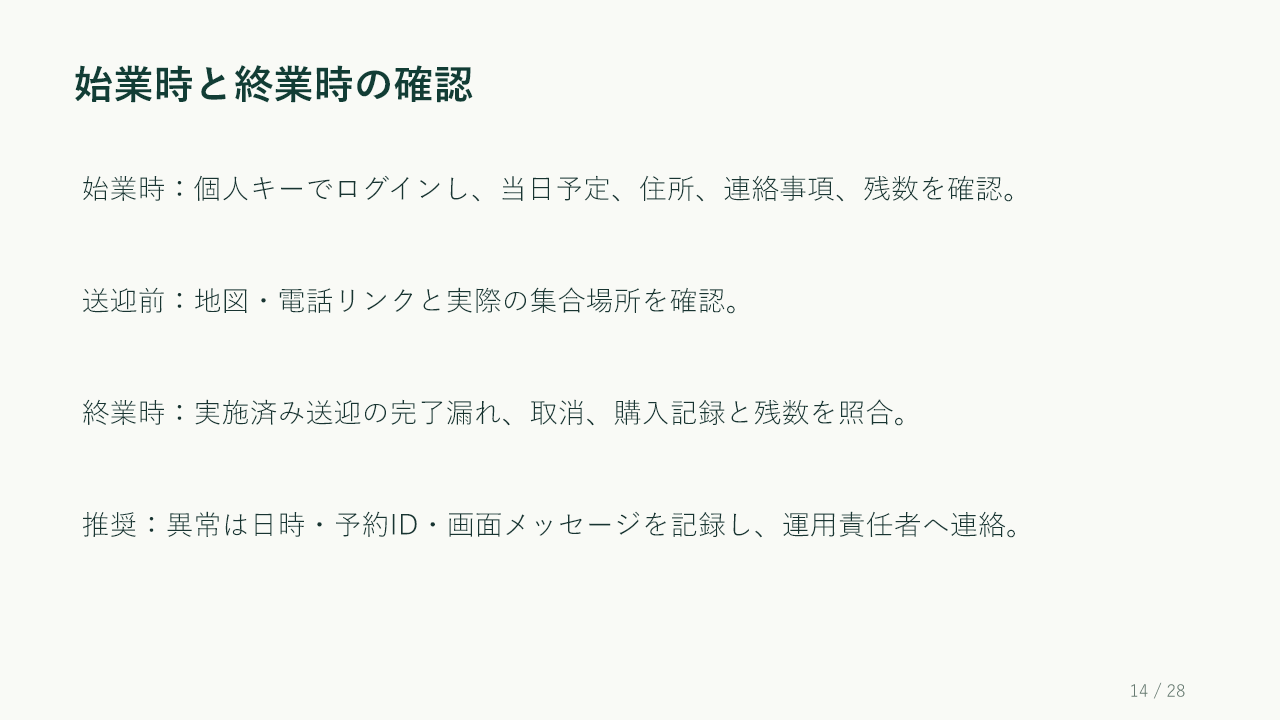 始業時と終業時の確認
始業時：個人キーでログインし、当日予定、住所、連絡事項、残数を確認。
送迎前：地図・電話リンクと実際の集合場所を確認。
終業時：実施済み送迎の完了漏れ、取消、購入記録と残数を照合。
推奨：異常は日時・予約ID・画面メッセージを記録し、運用責任者へ連絡。
14 / 28